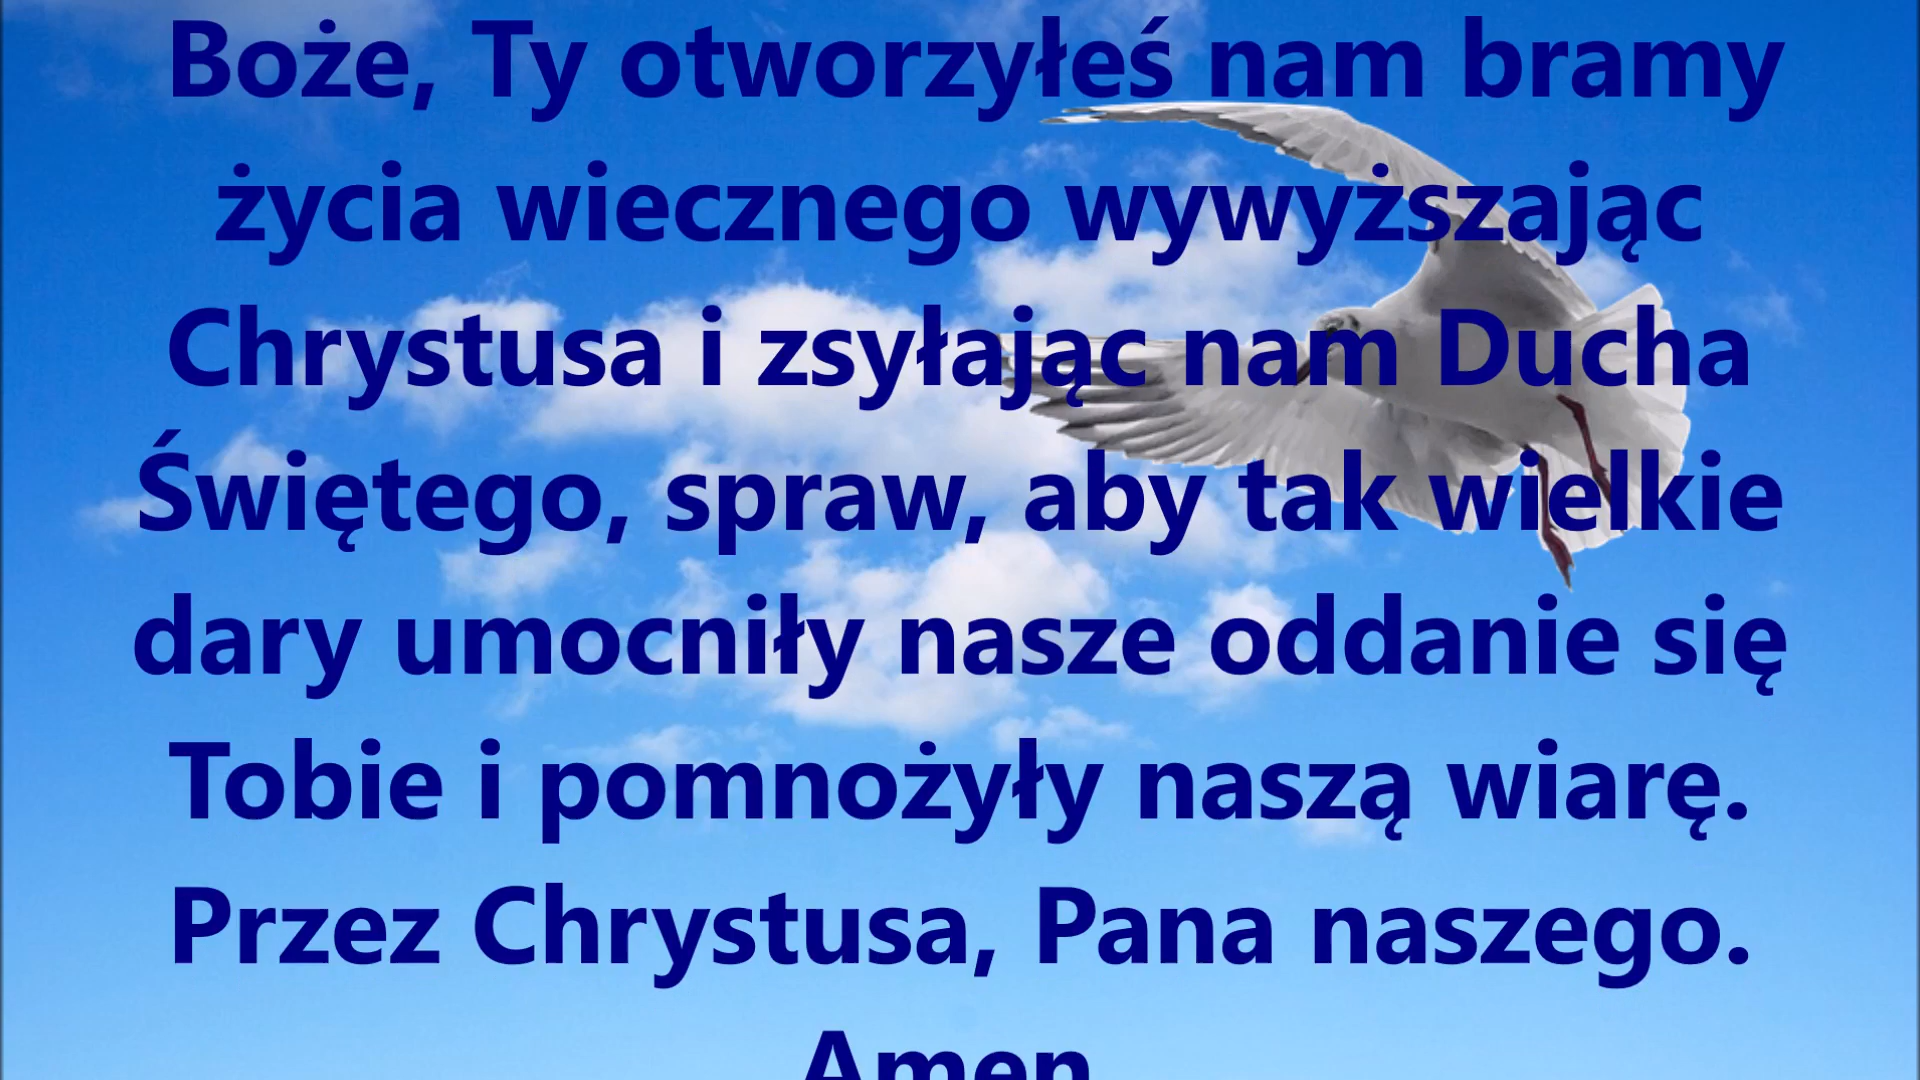 Boże, Ty otworzyłeś nam bramy
życia wiecznego wywyższając
Chrystusa i zsyłając nam Ducha
Świętego, spraw, aby tak wielkie
dary umocniły nasze oddanie się
Tobie i pomnożyły naszą wiarę.
Przez Chrystusa, Pana naszego.
Amen